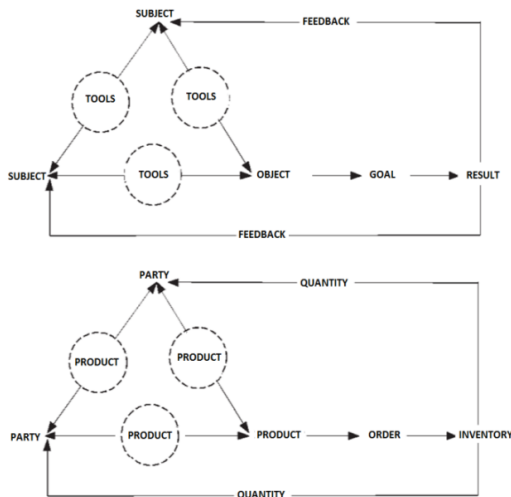 SUBJECT
FEEDBACK
TOOLS
TOOLS
SUBJECT
TOOLS
OBJECT
GOAL
RESULT
FEEDBACK
PARTY
QUANTITY
PRODUCT
PRODUCT
PARTY
PRODUCT
PRODUCT
ORDER
INVENTORY
QUANTITY